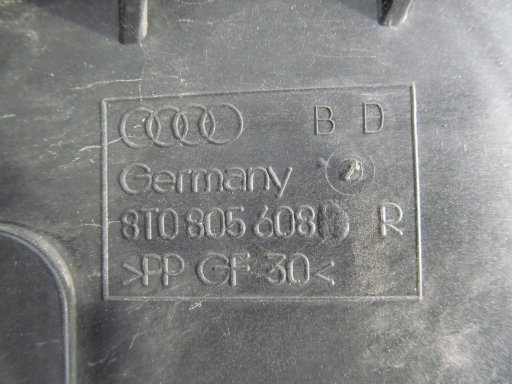 B D
Germany
8T0 805 608 R
>PP GF 30<